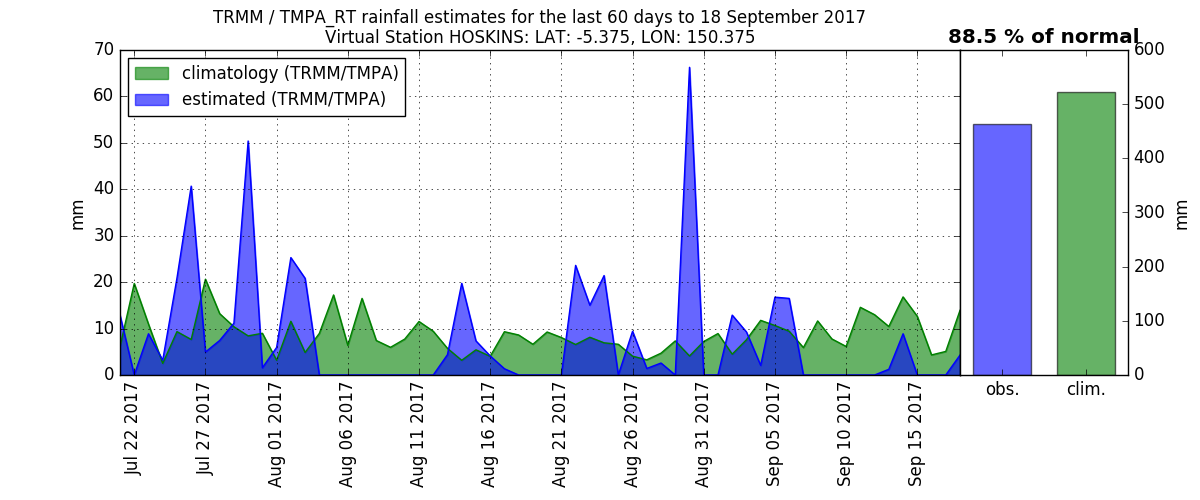 TRMM / TMPA_RT rainfall estimates for the last 60 days to 18 September 2017
Virtual Station HOSKINS: LAT: -5.375, LON: 150.375
88.5 % of normal
climatology (TRMM/TMPA)
estimated (TRMM/TMPA)
70
60
50
40
30
20
10
0
mm
600
500
400
300
200
100
0
mm
Jul 22 2017
Jul 27 2017
Aug 01 2017
Aug 06 2017
Aug 11 2017
Aug 16 2017
Aug 21 2017
Aug 26 2017
Aug 31 2017
Sep 05 2017
Sep 10 2017
Sep 15 2017
obs.
clim.